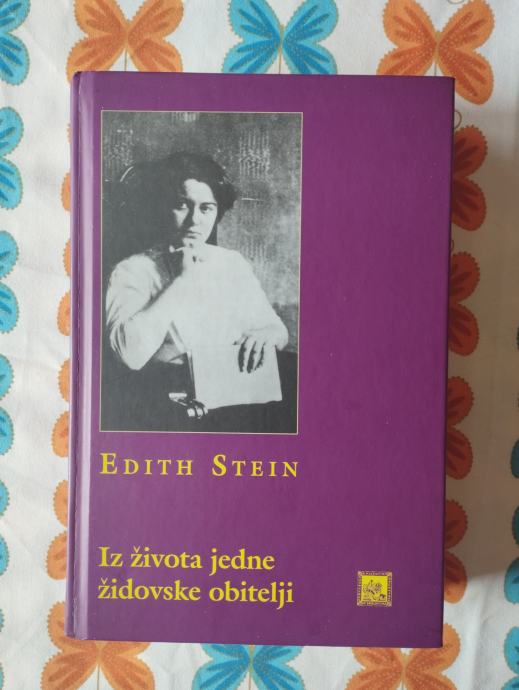 EDITH STEIN
Iz života jedne
židovske obitelji